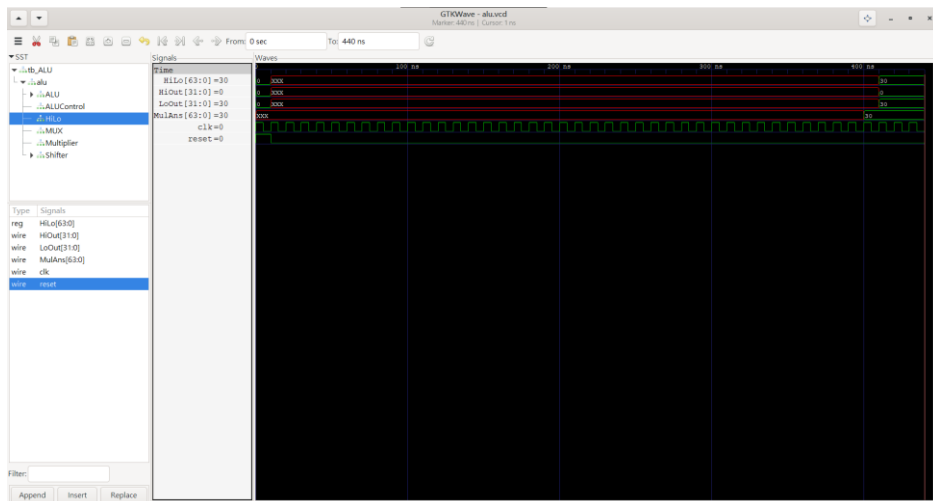 GTKWave - alu.vcd
Marker: 440 ns | Cursor: 1 ns
From: 0 sec To: 440 ns
SST
tb_ALU
alu
ALU
ALUControl
HiLo
MUX
Multiplier
Shifter
Type Signals
reg HiLo[63:0]
wire HiOut[31:0]
wire LoOut[31:0]
wire MulAns[63:0]
wire clk
wire reset
Filter:
Append Insert Replace
Signals
Time
HiLo[63:0] =30
HiOut[31:0] =0
LoOut[31:0] =30
MulAns[63:0] =30
clk=0
reset=0
Waves
100 ns 200 ns 300 ns 400 ns
0 XXX 30
0 XXX 0
0 XXX 30
XXX 30